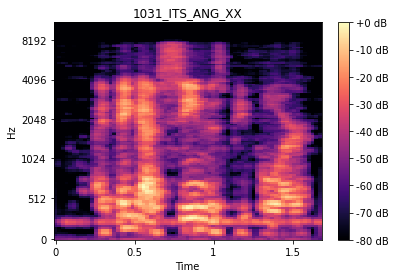 1031_ITS_ANG_XX
8192
4096
2048
1024
512
0
Hz
0
0.5
1
1.5
Time
+0 dB
-10 dB
-20 dB
-30 dB
-40 dB
-50 dB
-60 dB
-70 dB
-80 dB